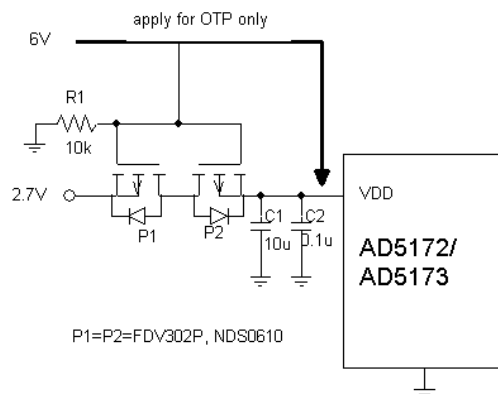 apply for OTP only
6V
R1
10k
2.7V
P1
P2
C1
10u
C2
0.1u
VDD
AD5172/
AD5173
P1=P2=FDV302P, NDS0610